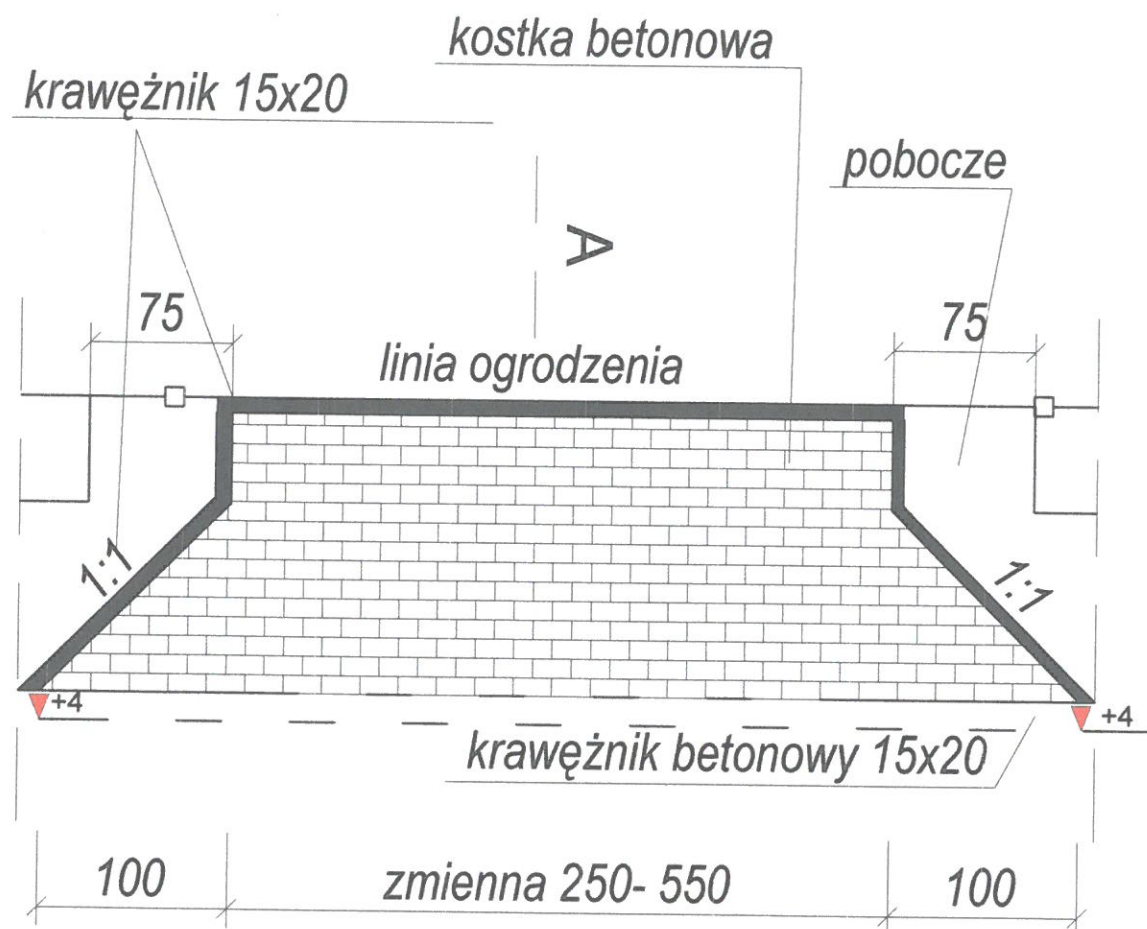 kostka betonowa
krawężnik 15x20
pobocze
A
75
75
linia ogrodzenia
1:1
1:1
+4
+4
krawężnik betonowy 15x20
100
zmienna 250- 550
100